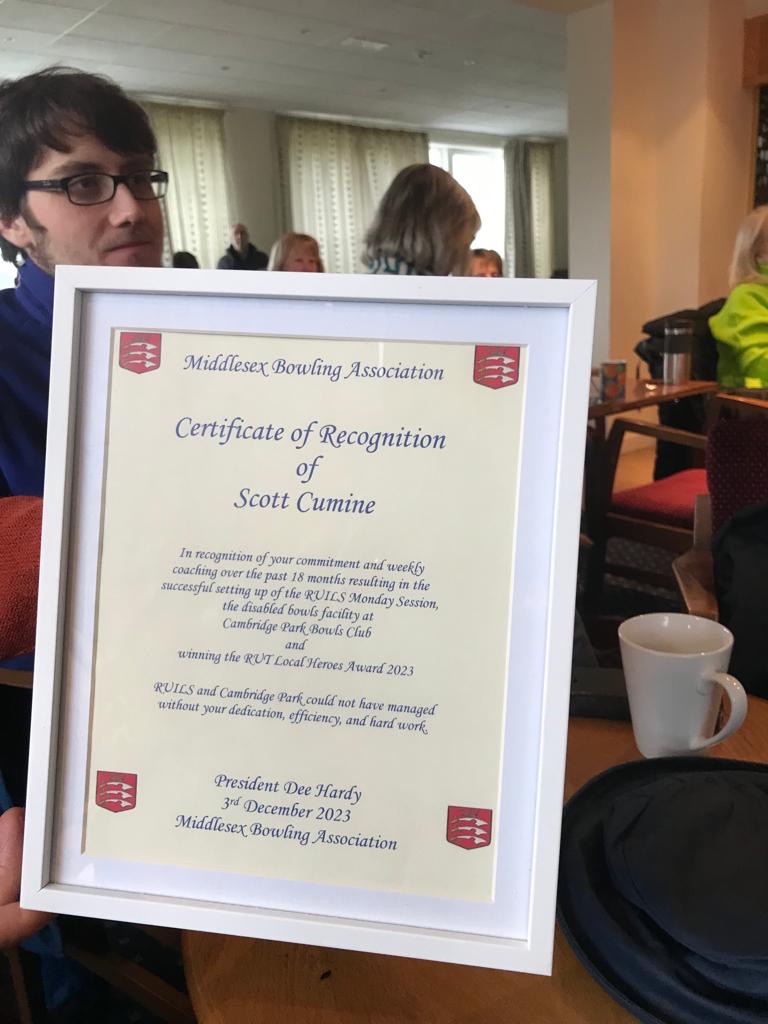 Middlesex Bowling Association
Certificate of Recognition
of
Scott Cumine
In recognition of your commitment and weekly
coaching over the past 18 months resulting in the
successful setting up of the RUILS Monday Session,
the disabled bowls facility at
Cambridge Park Bowls Club
and
winning the RUT Local Heroes Award 2023
RUILS and Cambridge Park could not have managed
without your dedication, efficiency, and hard work.
President Dee Hardy
3rd December 2023
Middlesex Bowling Association